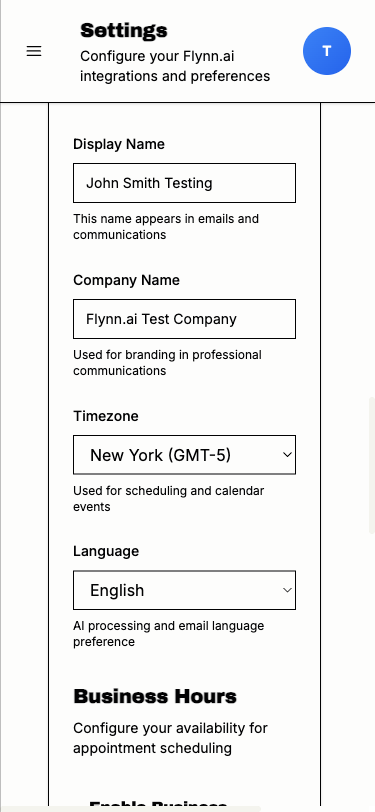 Settings
Configure your Flynn.ai
integrations and preferences
T
Display Name
John Smith Testing
This name appears in emails and
communications
Company Name
Flynn.ai Test Company
Used for branding in professional
communications
Timezone
New York (GMT-5)
Used for scheduling and calendar
events
Language
English
AI processing and email language
preference
Business Hours
Configure your availability for
appointment scheduling
Enable Business